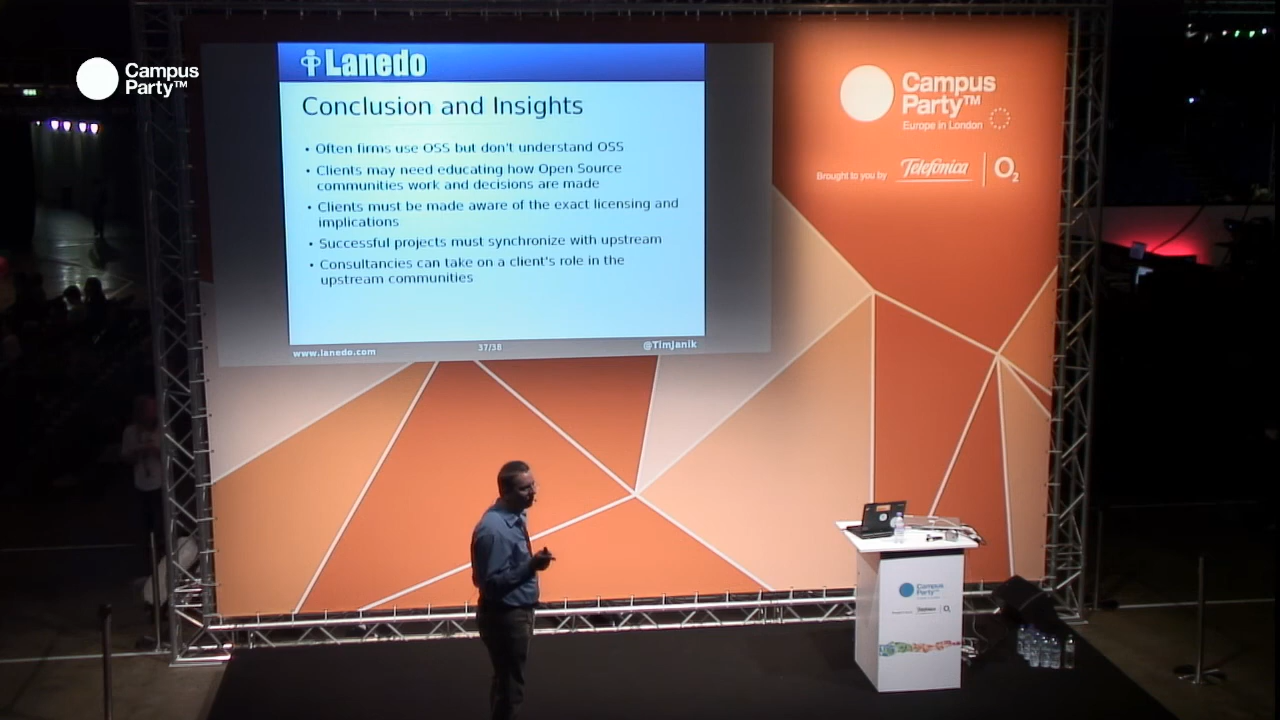 Campus
Party™
Lanedo
Conclusion and Insights
• Often firms use OSS but don't understand OSS
• Clients may need educating how Open Source
communities work and decisions are made
• Clients must be made aware of the exact licensing and
implications
• Successful projects must synchronize with upstream
• Consultancies can take on a client's role in the
upstream communities
www.lanedo.com
37/38
@TimJanik
Campus
Party™
Europe in London
Brought to you by
Telefónica
O2
Campus
Party
O2